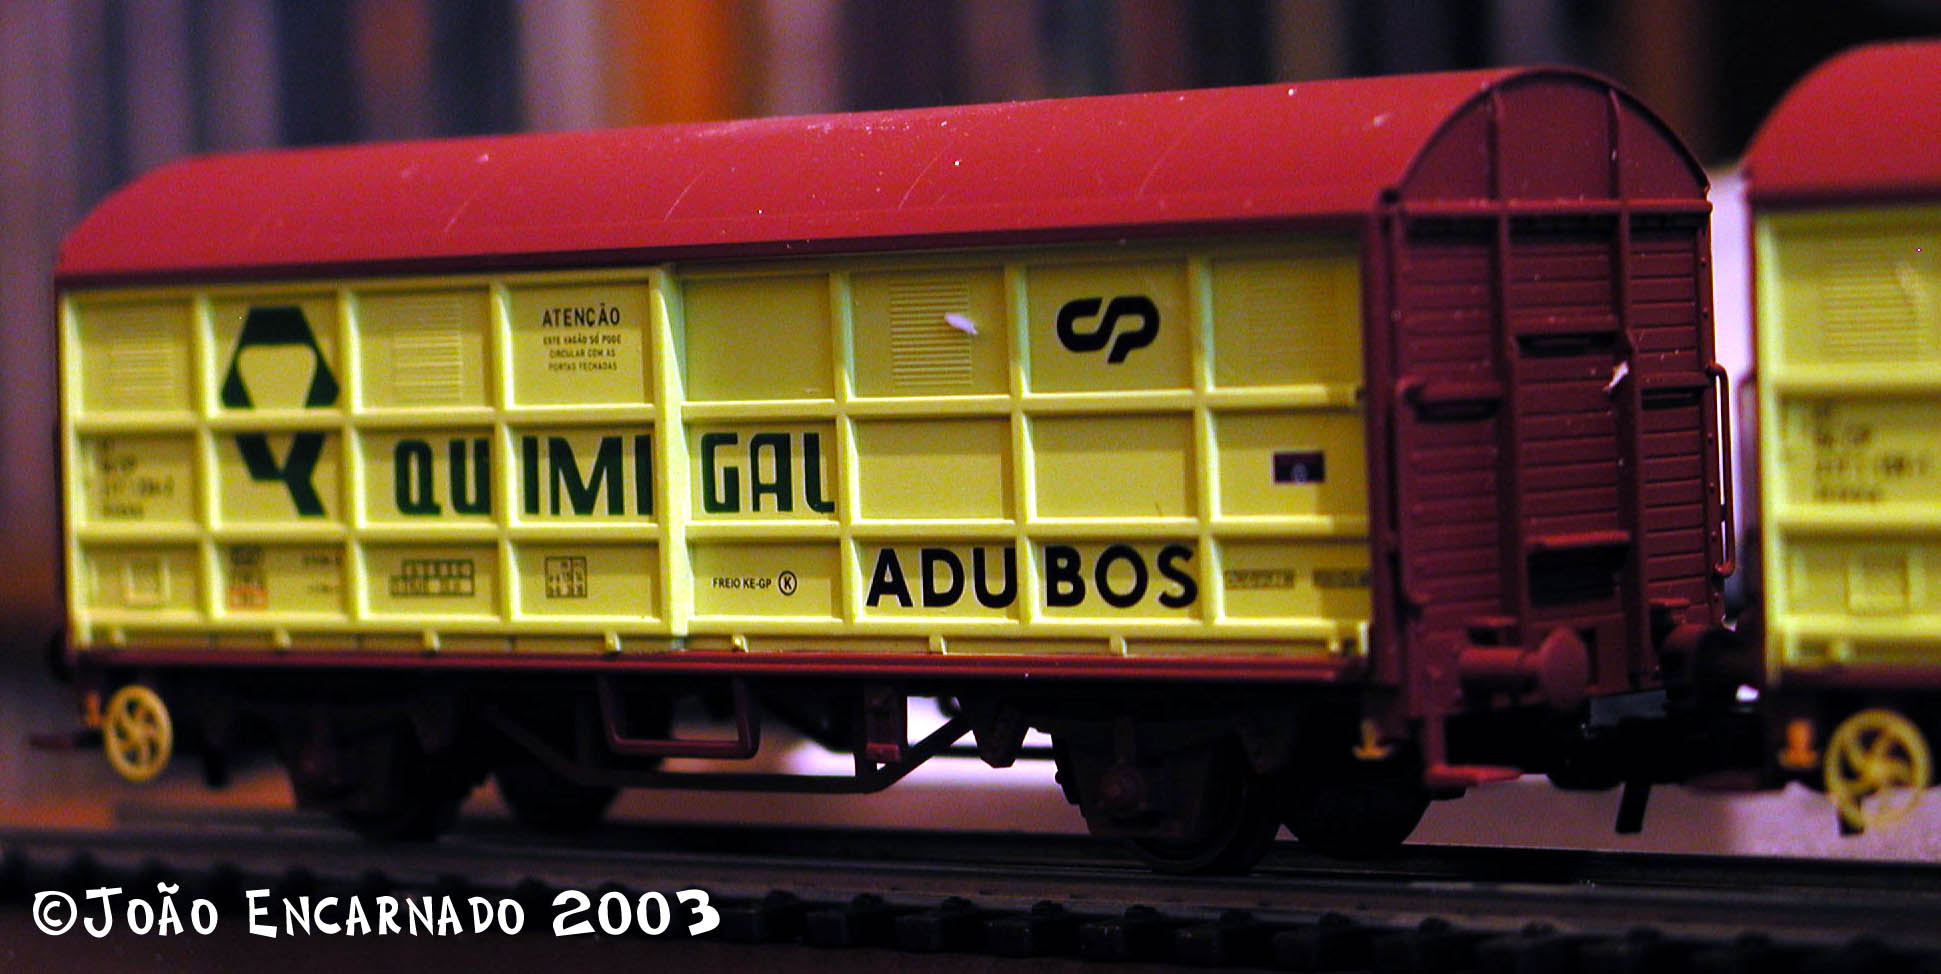 ATENÇÃO
ESTE VAGÃO SÓ PODE
CIRCULAR COM AS
PORTAS FECHADAS
CP
QUIMIGAL
FREIO KE-GP K
ADUBOS
©João Encarnado 2003